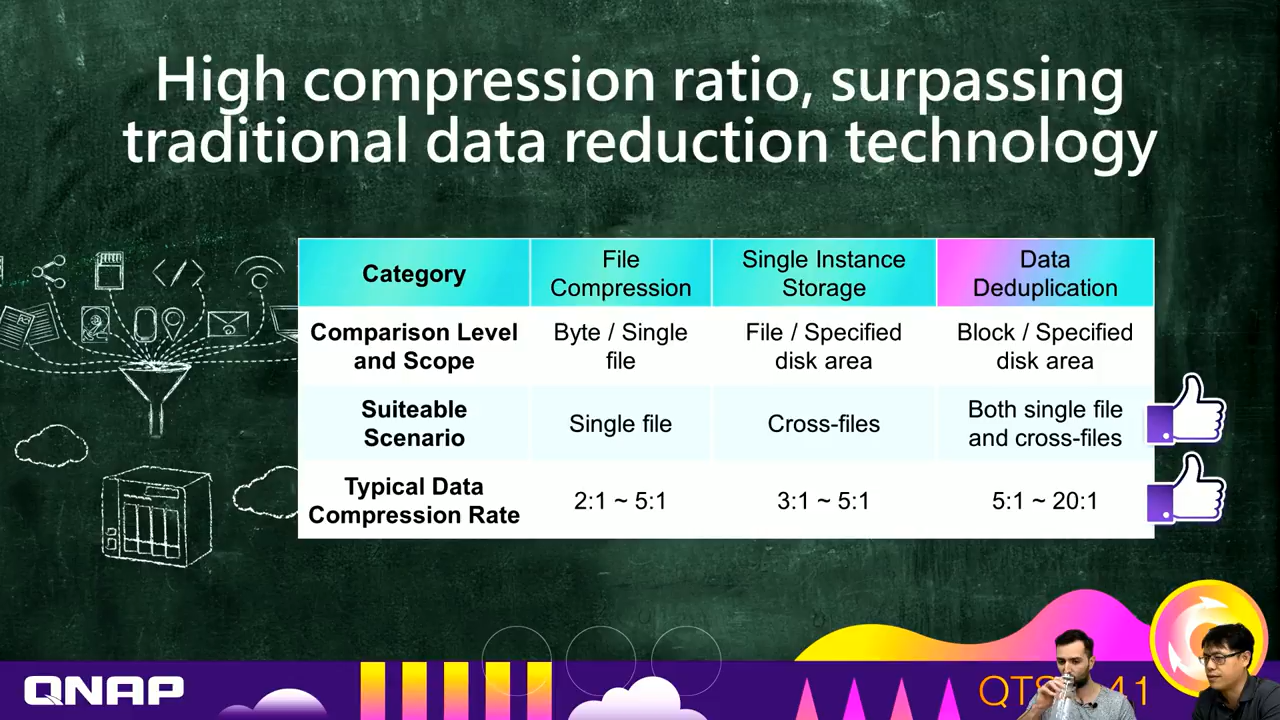 High compression ratio, surpassing
traditional data reduction technology
Category
File
Compression
Single Instance
Storage
Data
Deduplication
Comparison Level
and Scope
Byte / Single
file
File / Specified
disk area
Block / Specified
disk area
Suiteable
Scenario
Single file
Cross-files
Both single file
and cross-files
Typical Data
Compression Rate
2:1 ~ 5:1
3:1 ~ 5:1
5:1 ~ 20:1
QNAP